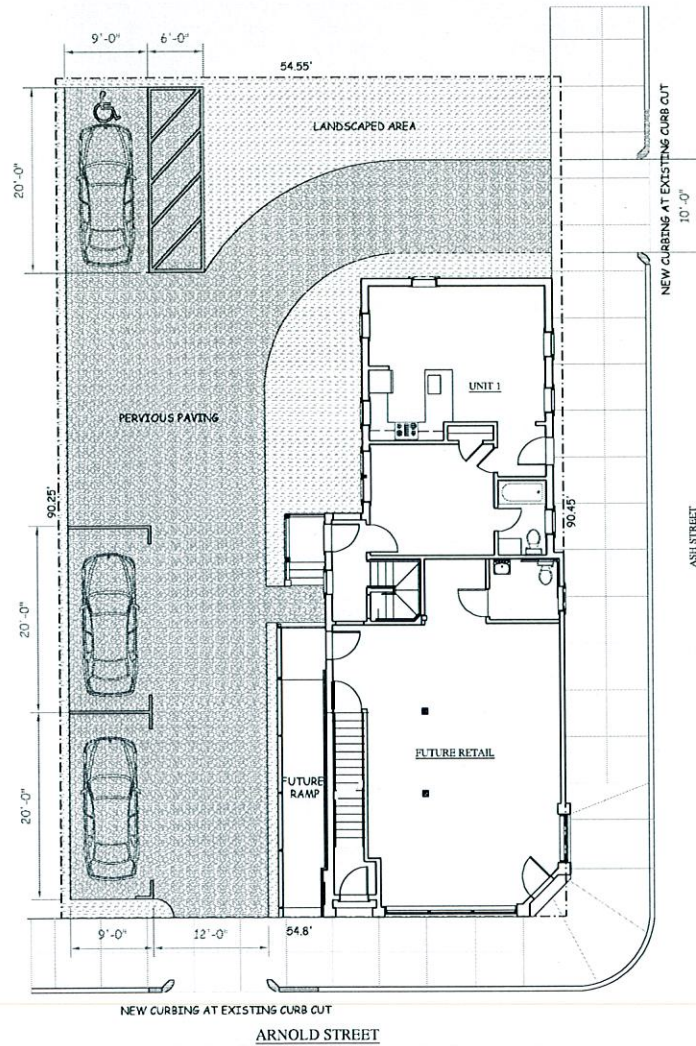 9'-0"
6'-0"
54.55'
LANDSCAPED AREA
20'-0"
NEW CURBING AT EXISTING CURB CUT
10'-0"
UNIT 1
PERVIOUS PAVING
90.25'
90.45'
ASH STREET
20'-0"
20'-0"
FUTURE RETAIL
FUTURE
RAMP
9'-0"
12'-0"
54.8'
NEW CURBING AT EXISTING CURB CUT
ARNOLD STREET